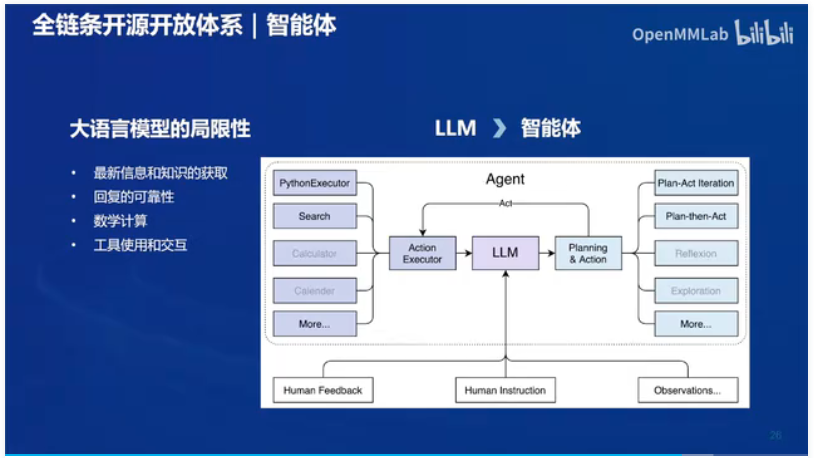 全链条开源开放体系｜智能体
OpenMMLab bilibili
大语言模型的局限性
• 最新信息和知识的获取
• 回复的可靠性
• 数学计算
• 工具使用和交互
LLM 》 智能体
Agent
Act
PythonExecutor
Search
Calculator
Calender
More...
Action
Executor
LLM
Planning
& Action
Plan-Act Iteration
Plan-then-Act
Reflexion
Exploration
More...
Human Feedback
Human Instruction
Observations...
26